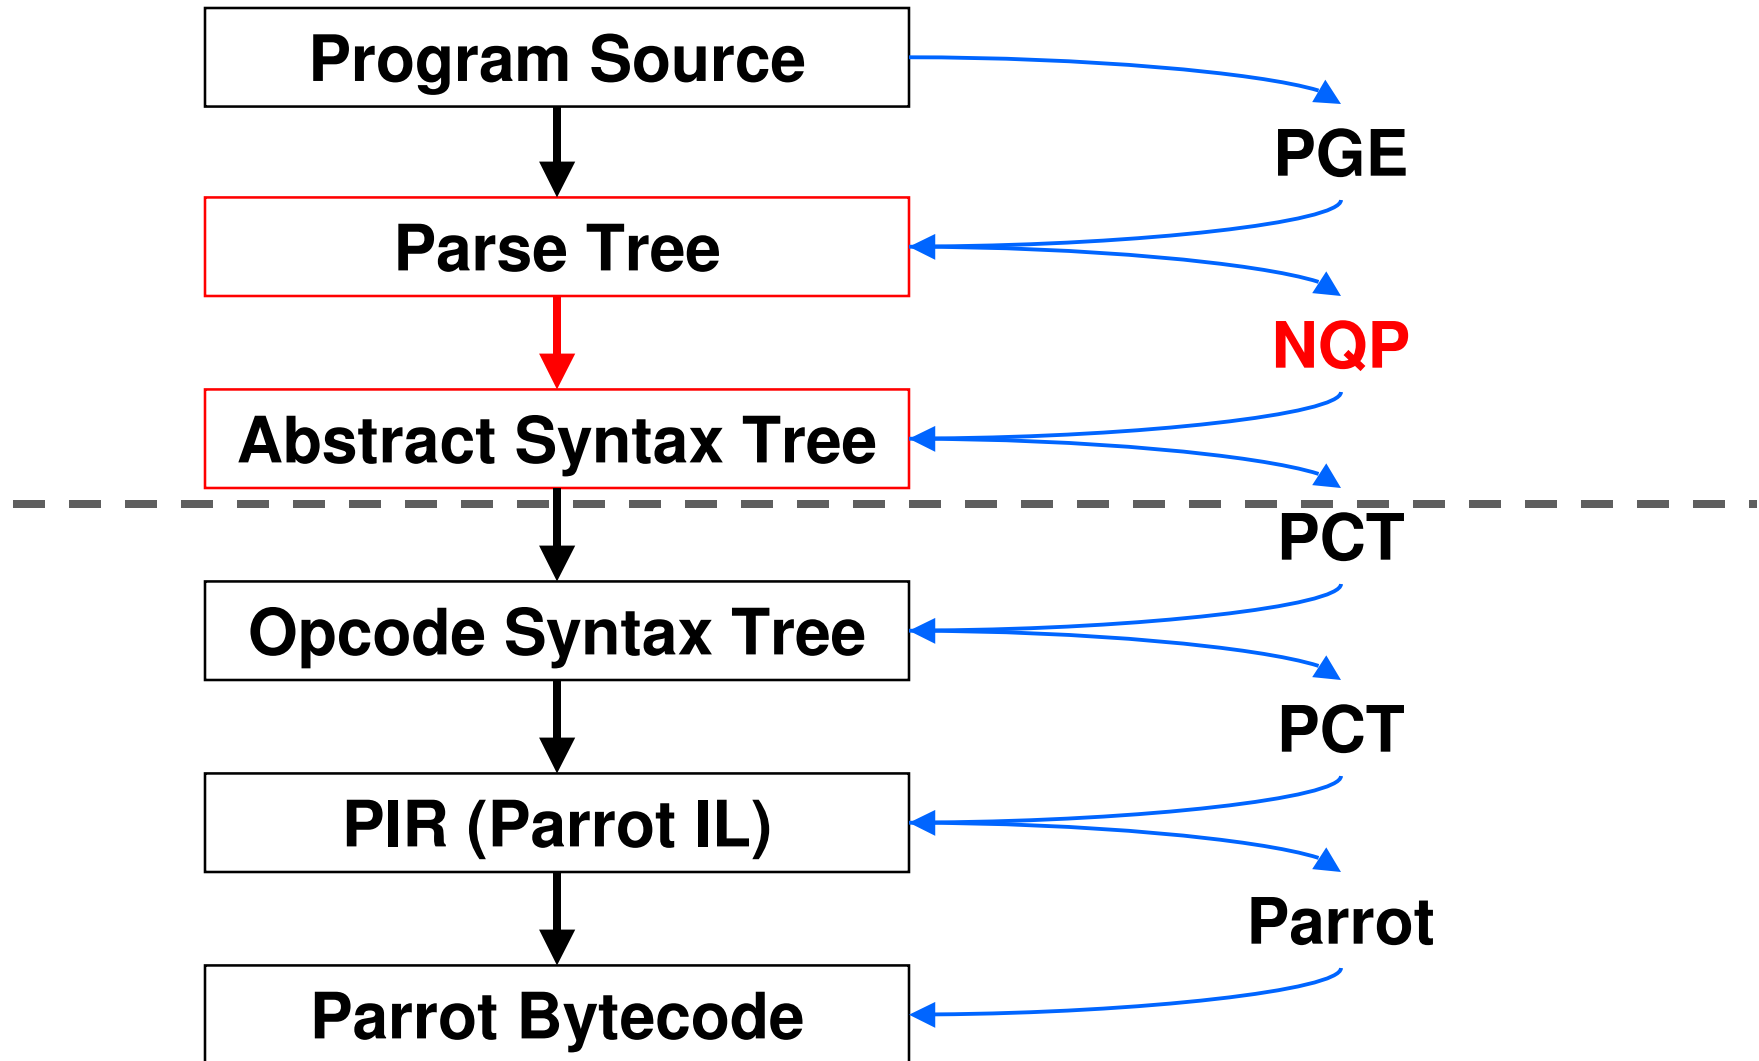 Program Source
PGE
Parse Tree
NQP
Abstract Syntax Tree
PCT
Opcode Syntax Tree
PCT
PIR (Parrot IL)
Parrot
Parrot Bytecode